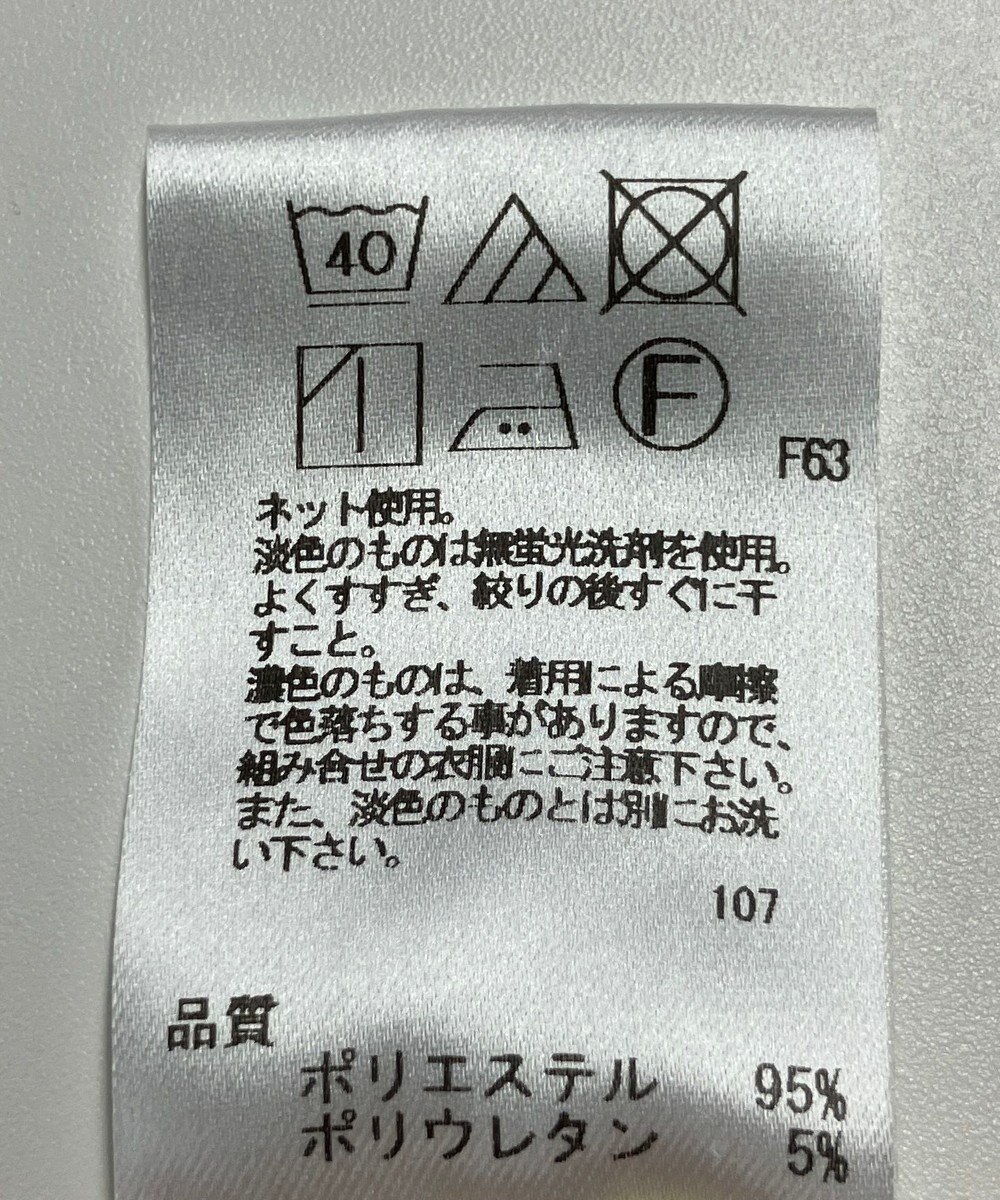 40
F
F63
ネット使用。
淡色のものは無蛍光洗剤を使用。
よくすすぎ、絞りの後すぐに干
すこと。
濃色のものは、着用による摩擦
で色落ちする事がありますので、
組み合せの衣服にご注意下さい。
また、淡色のものとは別にお洗
い下さい。
107
品質
ポリエステル 95%
ポリウレタン 5%